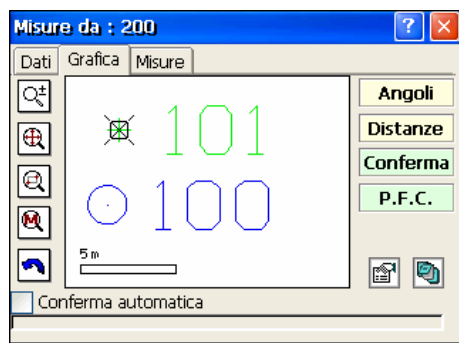 Misure da : 200
Dati Grafica Misure
101
100
5 m
Angoli
Distanze
Conferma
P.F.C.
Conferma automatica